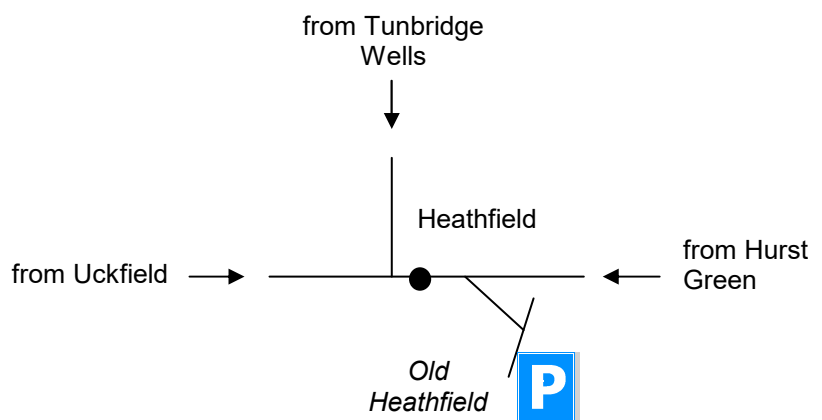 from Tunbridge
Wells
Heathfield
from Uckfield
from Hurst
Green
Old
Heathfield
P